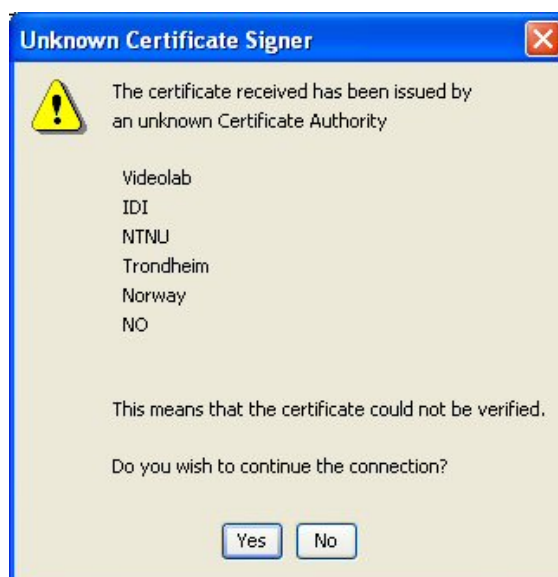 Unknown Certificate Signer
The certificate received has been issued by
an unknown Certificate Authority
Videolab
IDI
NTNU
Trondheim
Norway
NO
This means that the certificate could not be verified.
Do you wish to continue the connection?
Yes No